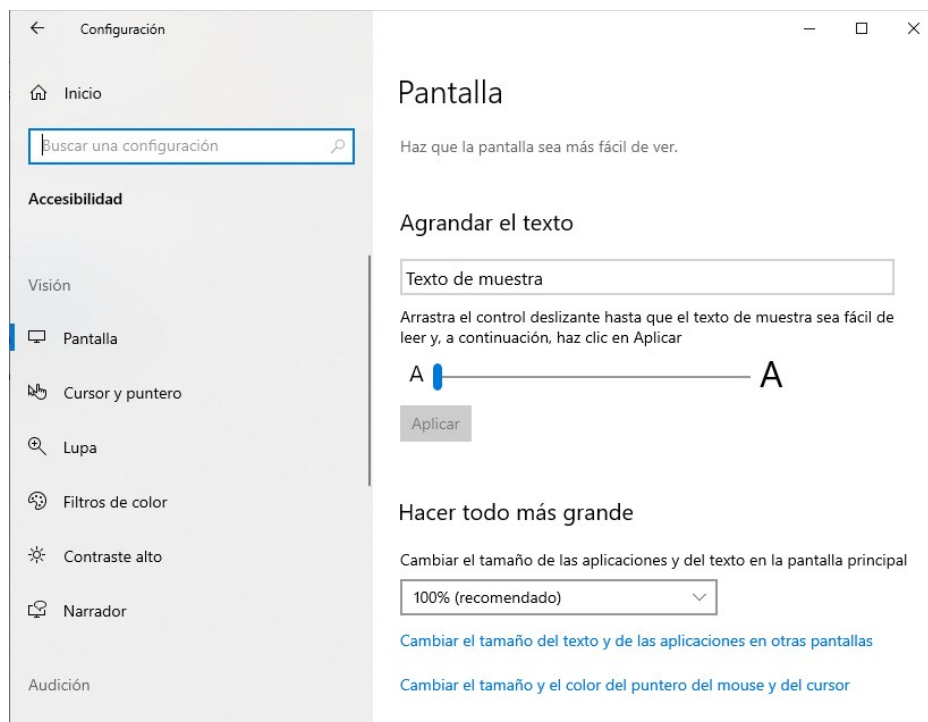 Configuración
Inicio
Buscar una configuración
Accesibilidad
Visión
Pantalla
Cursor y puntero
Lupa
Filtros de color
Contraste alto
Narrador
Audición
Pantalla
Haz que la pantalla sea más fácil de ver.
Agrandar el texto
Texto de muestra
Arrastra el control deslizante hasta que el texto de muestra sea fácil de
leer y, a continuación, haz clic en Aplicar
A A
Aplicar
Hacer todo más grande
Cambiar el tamaño de las aplicaciones y del texto en la pantalla principal
100% (recomendado)
Cambiar el tamaño del texto y de las aplicaciones en otras pantallas
Cambiar el tamaño y el color del puntero del mouse y del cursor